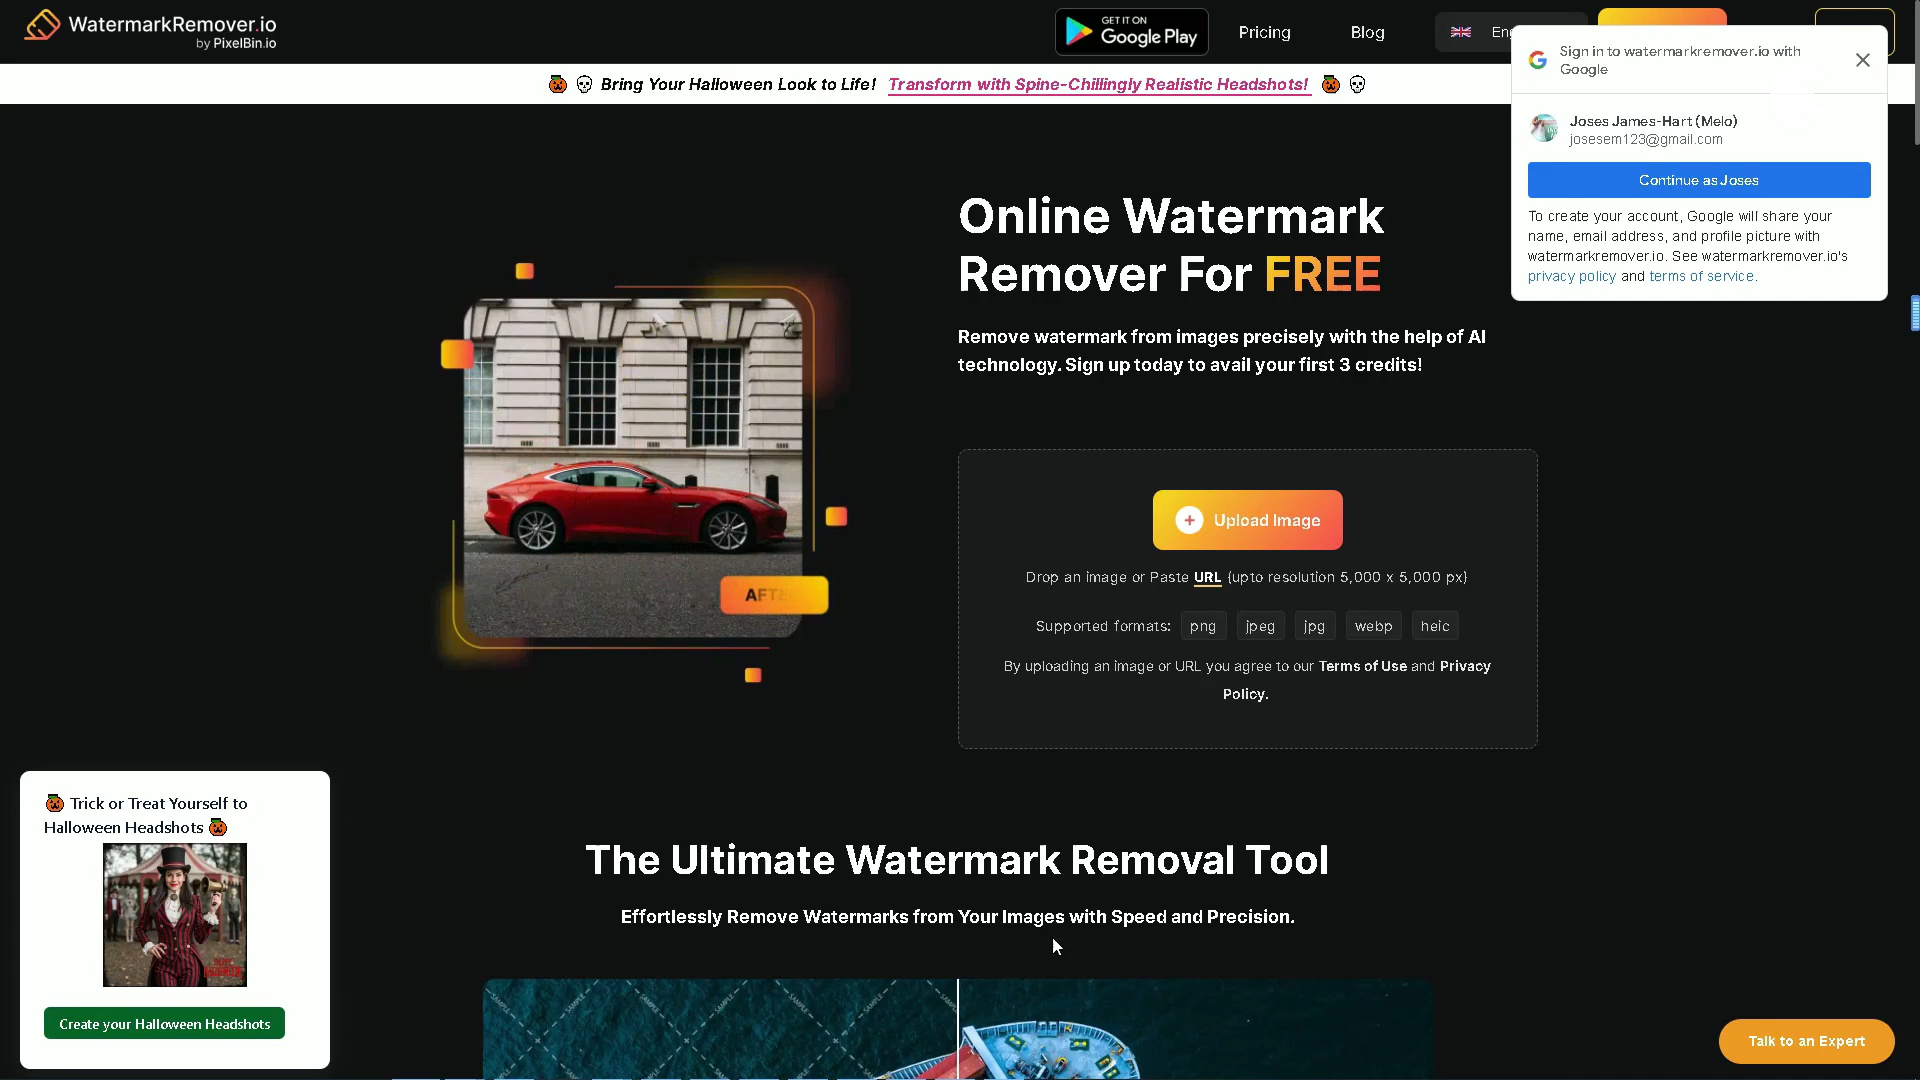 WatermarkRemover.io
by PixelBin.io
GET IT ON
Google Play
Pricing
Blog
Sign in to watermarkremover.io with
Google
Joses James-Hart (Melo)
josesem123@gmail.com
Continue as Joses
To create your account, Google will share your
name, email address, and profile picture with
watermarkremover.io. See watermarkremover.io's
privacy policy and terms of service.
Bring Your Halloween Look to Life! Transform with Spine-Chillingly Realistic Headshots!
Online Watermark
Remover For FREE
Remove watermark from images precisely with the help of AI
technology. Sign up today to avail your first 3 credits!
Upload Image
Drop an image or Paste URL (upto resolution 5,000 x 5,000 px)
Supported formats: png jpeg jpg webp heic
By uploading an image or URL you agree to our Terms of Use and Privacy
Policy.
Trick or Treat Yourself to
Halloween Headshots
Create your Halloween Headshots
The Ultimate Watermark Removal Tool
Effortlessly Remove Watermarks from Your Images with Speed and Precision.
SAMPLE SAMPLE SAMPLE SAMPLE
Talk to an Expert